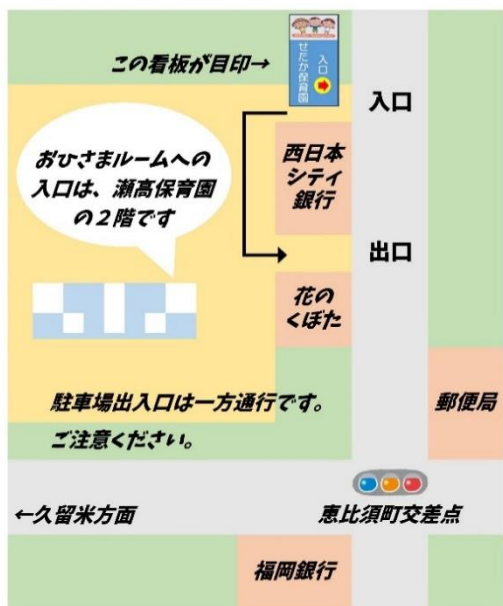 この看板が目印→
せたか保育園
入口
入口
おひさまルームへの
入口は、瀬高保育園
の２階です
西日本
シティ
銀行
出口
花の
くぼた
駐車場出入口は一方通行です。
ご注意ください。
郵便局
←久留米方面
恵比須町交差点
福岡銀行